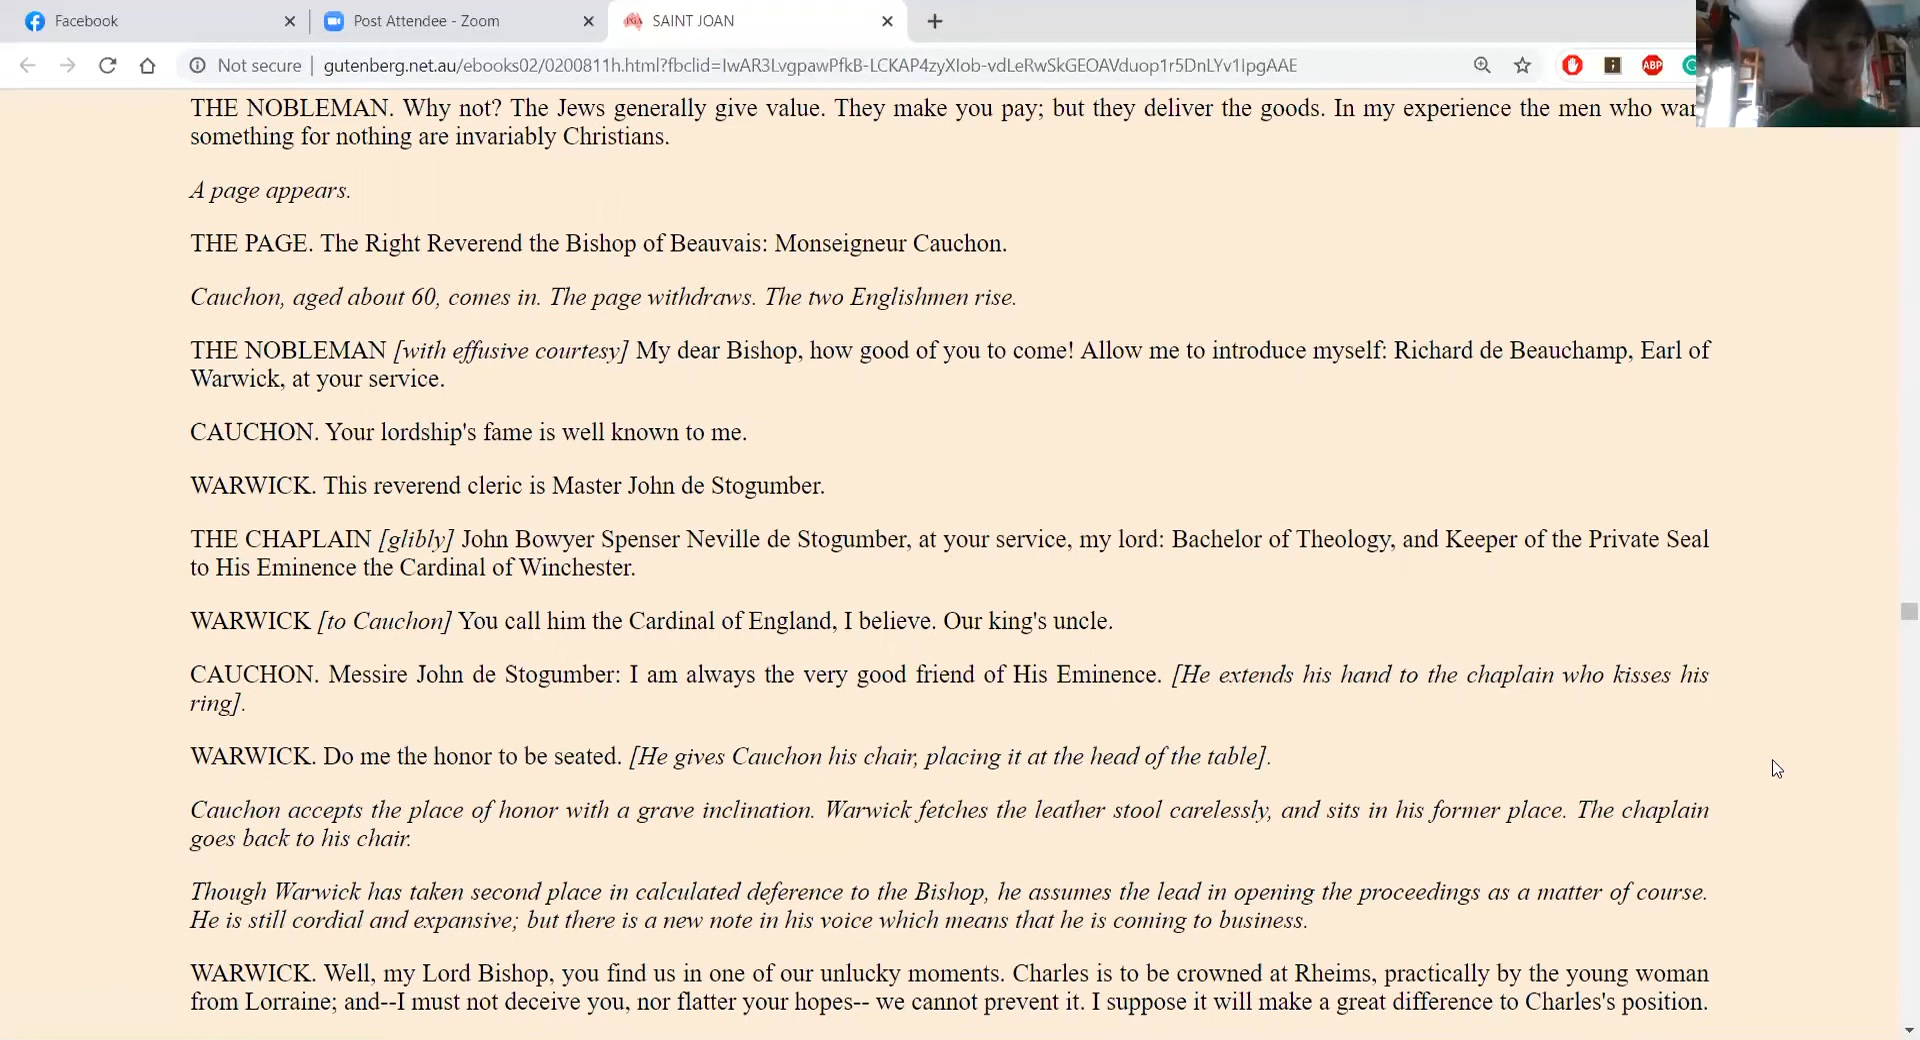 Facebook
Post Attendee - Zoom
SAINT JOAN
Not secure
gutenberg.net.au/ebooks02/0200811h.html?fbclid=IwAR3LvgpawPfkB-LCKAP4zyXIob-vdLeRwSkGEOAVduop1r5DnLYv1IpgAAE
ABP
THE NOBLEMAN. Why not? The Jews generally give value. They make you pay; but they deliver the goods. In my experience the men who
something for nothing are invariably Christians.
A page appears.
THE PAGE. The Right Reverend the Bishop of Beauvais: Monseigneur Cauchon.
Cauchon, aged about 60, comes in. The page withdraws. The two Englishmen rise.
THE NOBLEMAN [with effusive courtesy] My dear Bishop, how good of you to come! Allow me to introduce myself: Richard de Beauchamp, Earl of
Warwick, at your service.
CAUCHON. Your lordship's fame is well known to me.
WARWICK. This reverend cleric is Master John de Stogumber.
THE CHAPLAIN [glibly] John Bowyer Spenser Neville de Stogumber, at your service, my lord: Bachelor of Theology, and Keeper of the Private Seal
to His Eminence the Cardinal of Winchester.
WARWICK [to Cauchon] You call him the Cardinal of England, I believe. Our king's uncle.
CAUCHON. Messire John de Stogumber: I am always the very good friend of His Eminence. [He extends his hand to the chaplain who kisses his
ring].
WARWICK. Do me the honor to be seated. [He gives Cauchon his chair, placing it at the head of the table].
Cauchon accepts the place of honor with a grave inclination. Warwick fetches the leather stool carelessly, and sits in his former place. The chaplain
goes back to his chair.
Though Warwick has taken second place in calculated deference to the Bishop, he assumes the lead in opening the proceedings as a matter of course.
He is still cordial and expansive; but there is a new note in his voice which means that he is coming to business.
WARWICK. Well, my Lord Bishop, you find us in one of our unlucky moments. Charles is to be crowned at Rheims, practically by the young woman
from Lorraine; and--I must not deceive you, nor flatter your hopes-- we cannot prevent it. I suppose it will make a great difference to Charles's position.